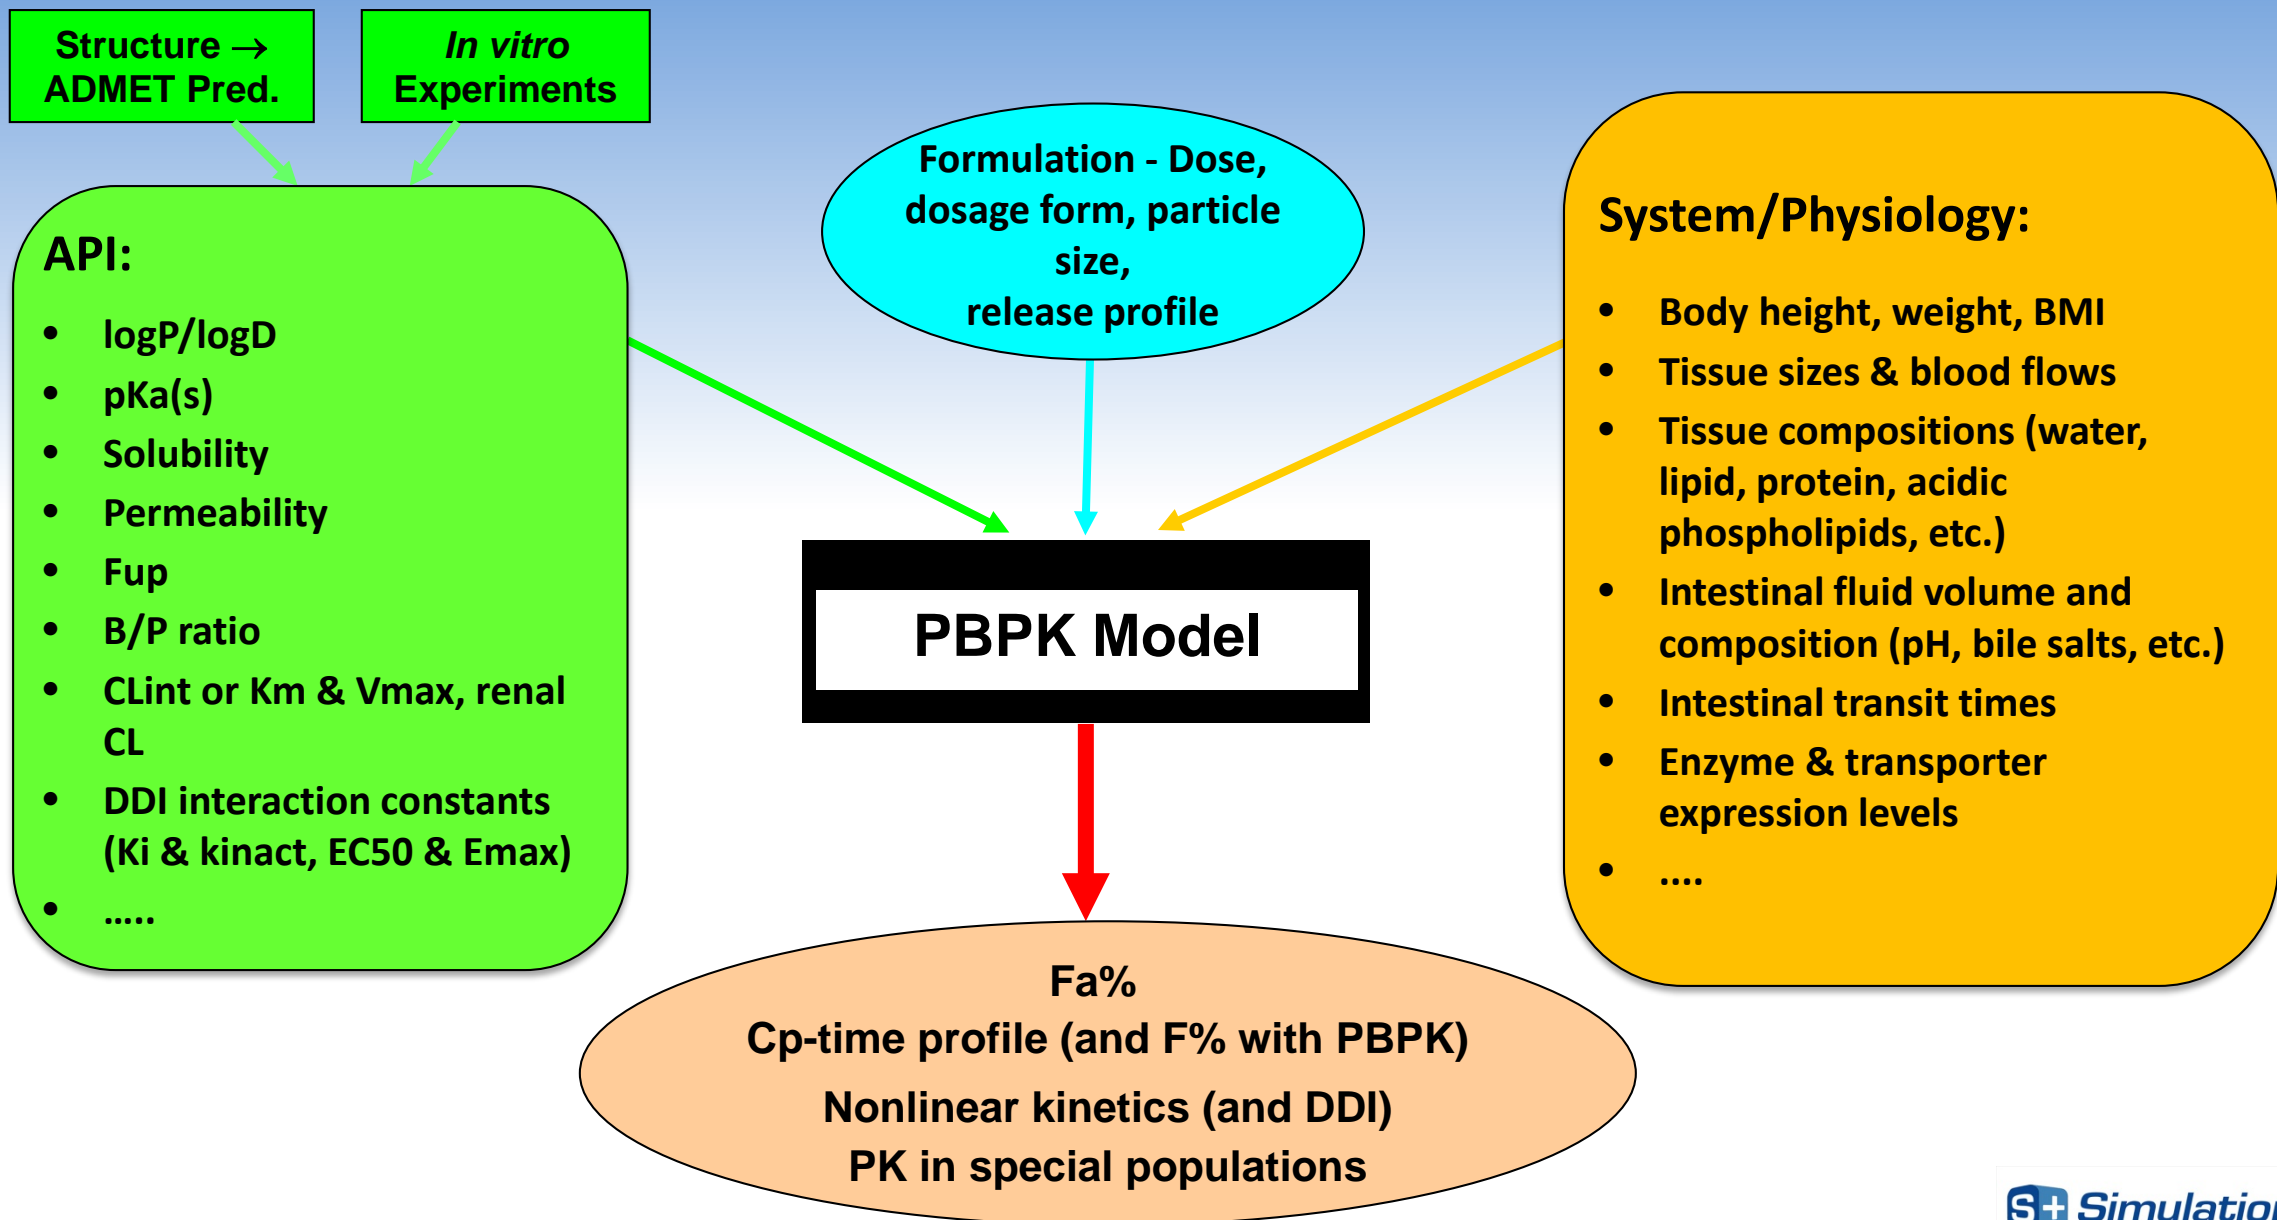 Structure →
ADMET Pred.
In vitro
Experiments
API:
• logP/logD
• pKa(s)
• Solubility
• Permeability
• Fup
• B/P ratio
• CLint or Km & Vmax, renal
CL
• DDI interaction constants
(Ki & kinact, EC50 & Emax)
• .....
Formulation - Dose,
dosage form, particle
size,
release profile
System/Physiology:
• Body height, weight, BMI
• Tissue sizes & blood flows
• Tissue compositions (water,
lipid, protein, acidic
phospholipids, etc.)
• Intestinal fluid volume and
composition (pH, bile salts, etc.)
• Intestinal transit times
• Enzyme & transporter
expression levels
• ....
PBPK Model
Fa%
Cp-time profile (and F% with PBPK)
Nonlinear kinetics (and DDI)
PK in special populations
S+ Simulation